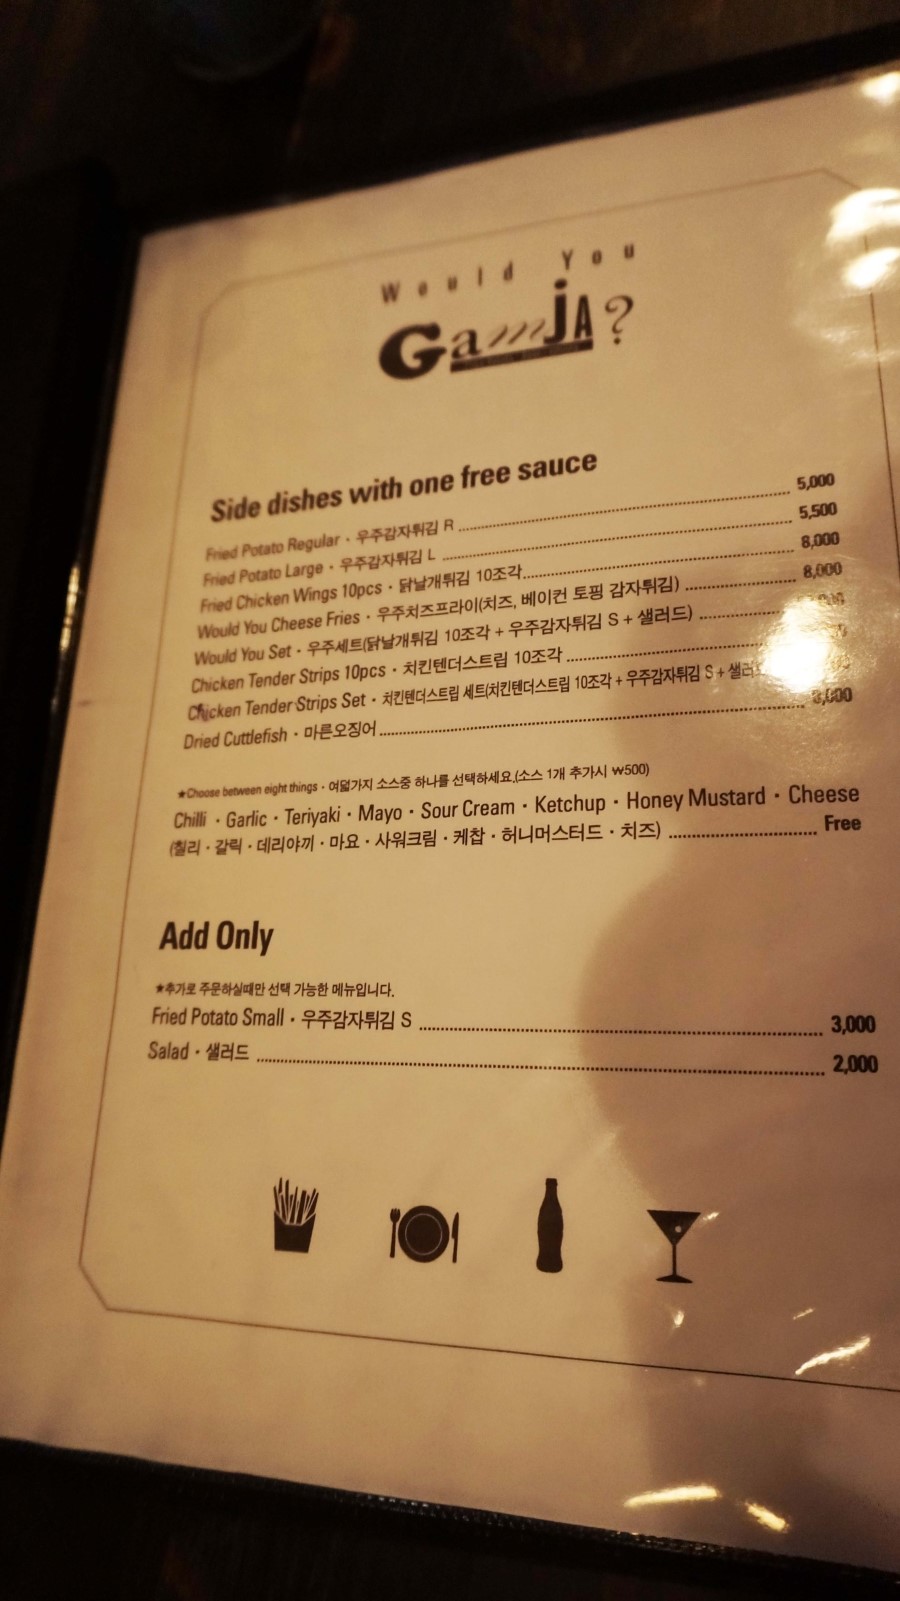 Would You
GamjA?
Side dishes with one free sauce
Fried Potato Regular · 우주감자튀김 R 5,000
Fried Potato Large · 우주감자튀김 L 5,500
Fried Chicken Wings 10pcs · 닭날개튀김 10조각 8,000
Would You Cheese Fries · 우주치즈프라이(치즈, 베이컨 토핑 감자튀김) 8,000
Would You Set · 우주세트(닭날개튀김 10조각 + 우주감자튀김 S + 샐러드)
Chicken Tender Strips 10pcs · 치킨텐더스트립 10조각
Chicken Tender Strips Set · 치킨텐더스트립 세트(치킨텐더스트립 10조각 + 우주감자튀김 S +
Dried Cuttlefish · 마른오징어
★Choose between eight things · 여덟가지 소스중 하나를 선택하세요.(소스 1개 추가시 ₩500)
Chilli · Garlic · Teriyaki · Mayo · Sour Cream · Ketchup · Honey Mustard · Cheese
(칠리 · 갈릭 · 데리야끼 · 마요 · 사워크림 · 케찹 · 허니머스터드 · 치즈) Free
Add Only
★추가로 주문하실때만 선택 가능한 메뉴입니다.
Fried Potato Small · 우주감자튀김 S 3,000
Salad · 샐러드 2,000